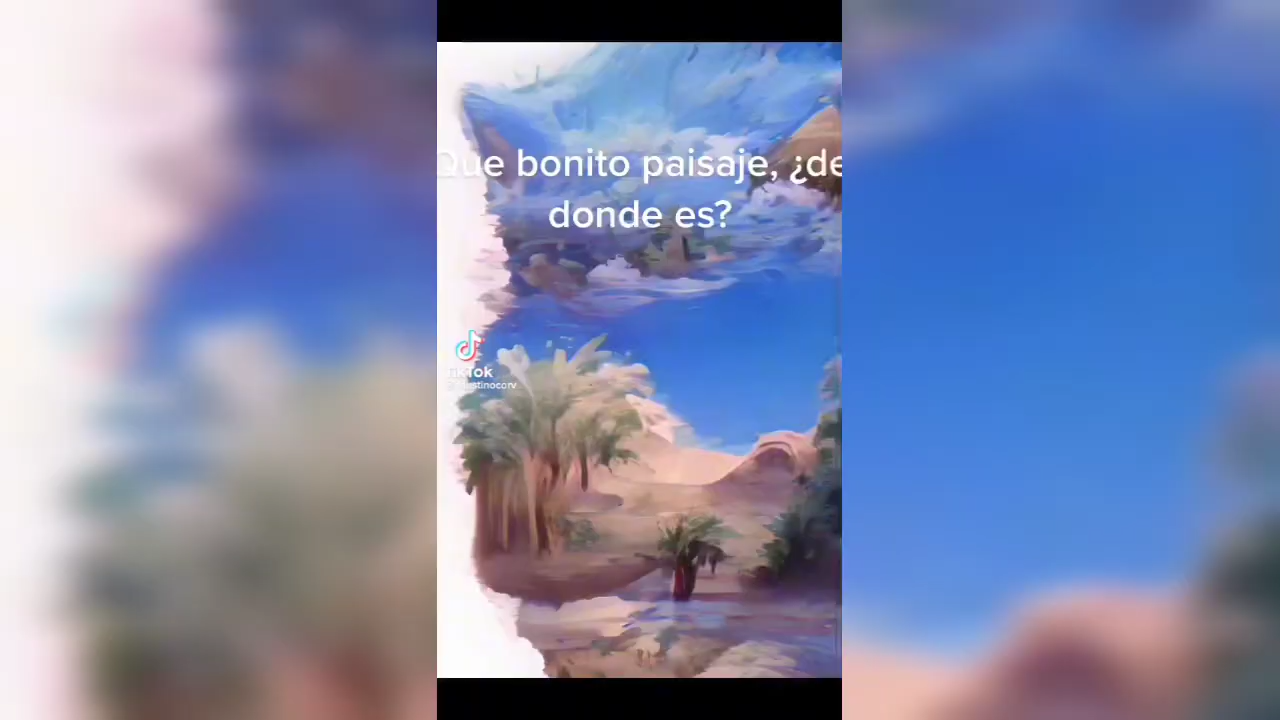 Que bonito paisaje, ¿de
donde es?
TikTok